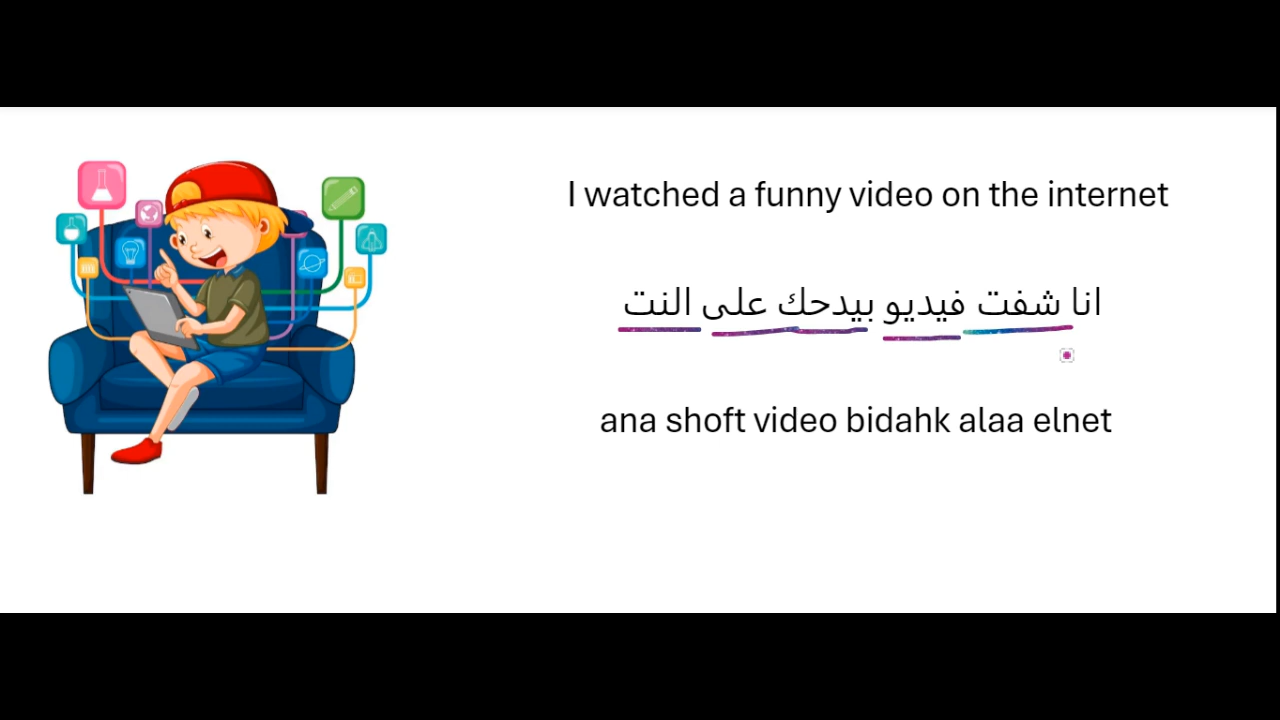 I watched a funny video on the internet
انا شفت فيديو بيدحك على النت
ana shoft video bidahk alaa elnet